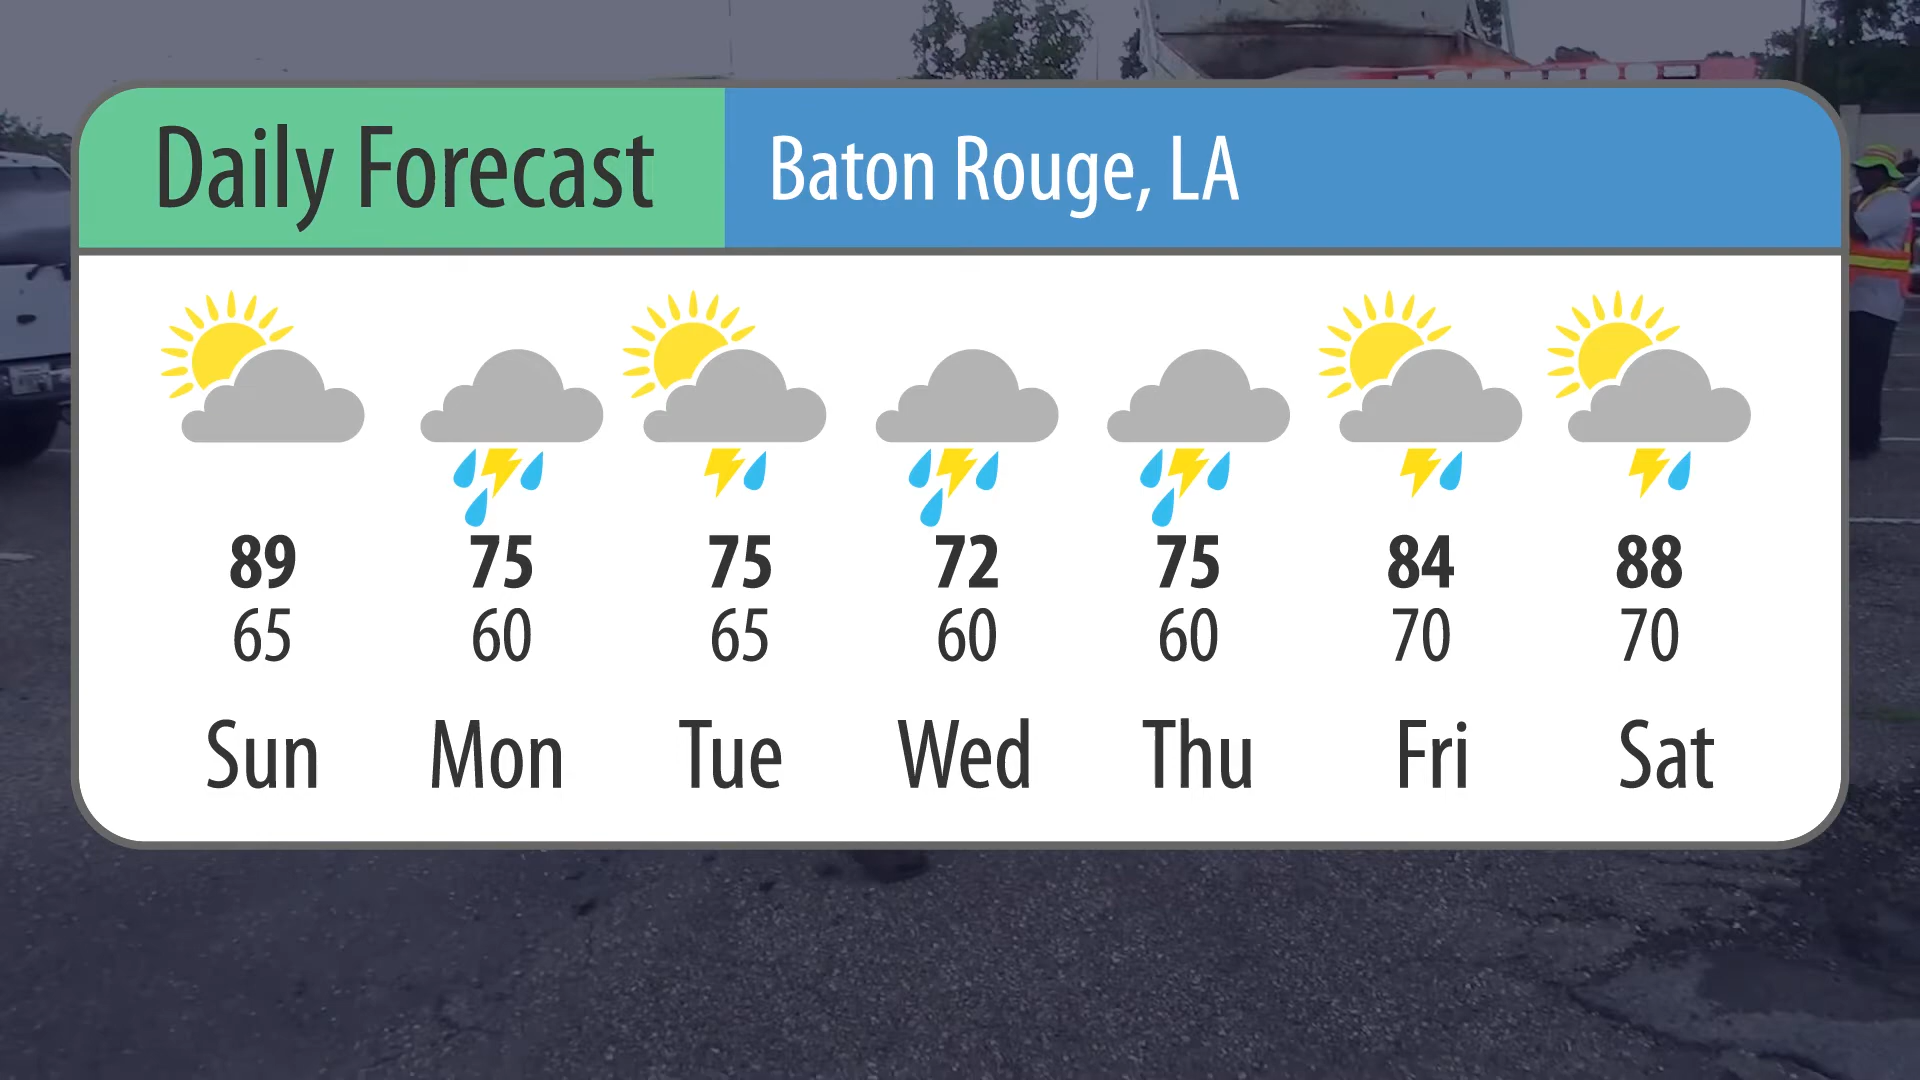 Daily Forecast
Baton Rouge, LA
89 75 75 72 75 84 88
65 60 65 60 60 70 70
Sun Mon Tue Wed Thu Fri Sat